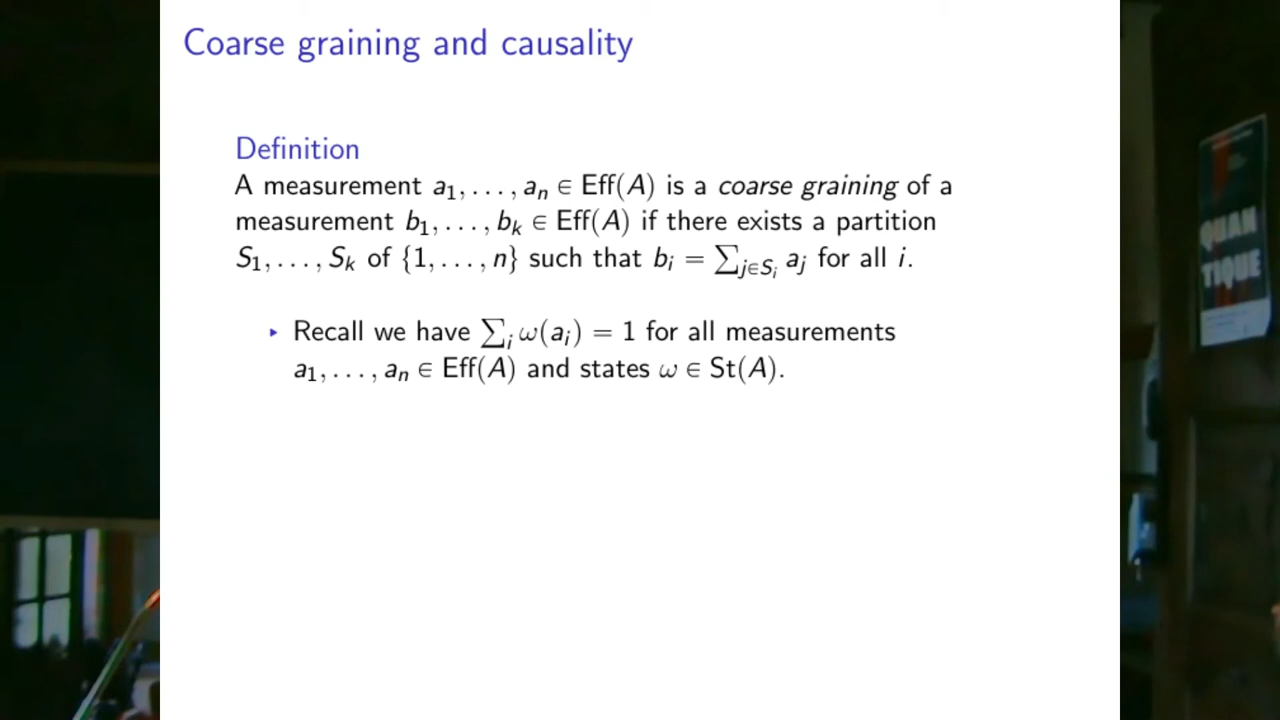 Coarse graining and causality
Definition
A measurement a₁, . . . , aₙ ∈ Eff(A) is a coarse graining of a
measurement b₁, . . . , bₖ ∈ Eff(A) if there exists a partition
S₁, . . . , Sₖ of {1, . . . , n} such that bᵢ = ∑_{j∈Sᵢ} aⱼ for all i.
▸ Recall we have ∑ᵢ ω(aᵢ) = 1 for all measurements
a₁, . . . , aₙ ∈ Eff(A) and states ω ∈ St(A).
QUAN
TIQUE